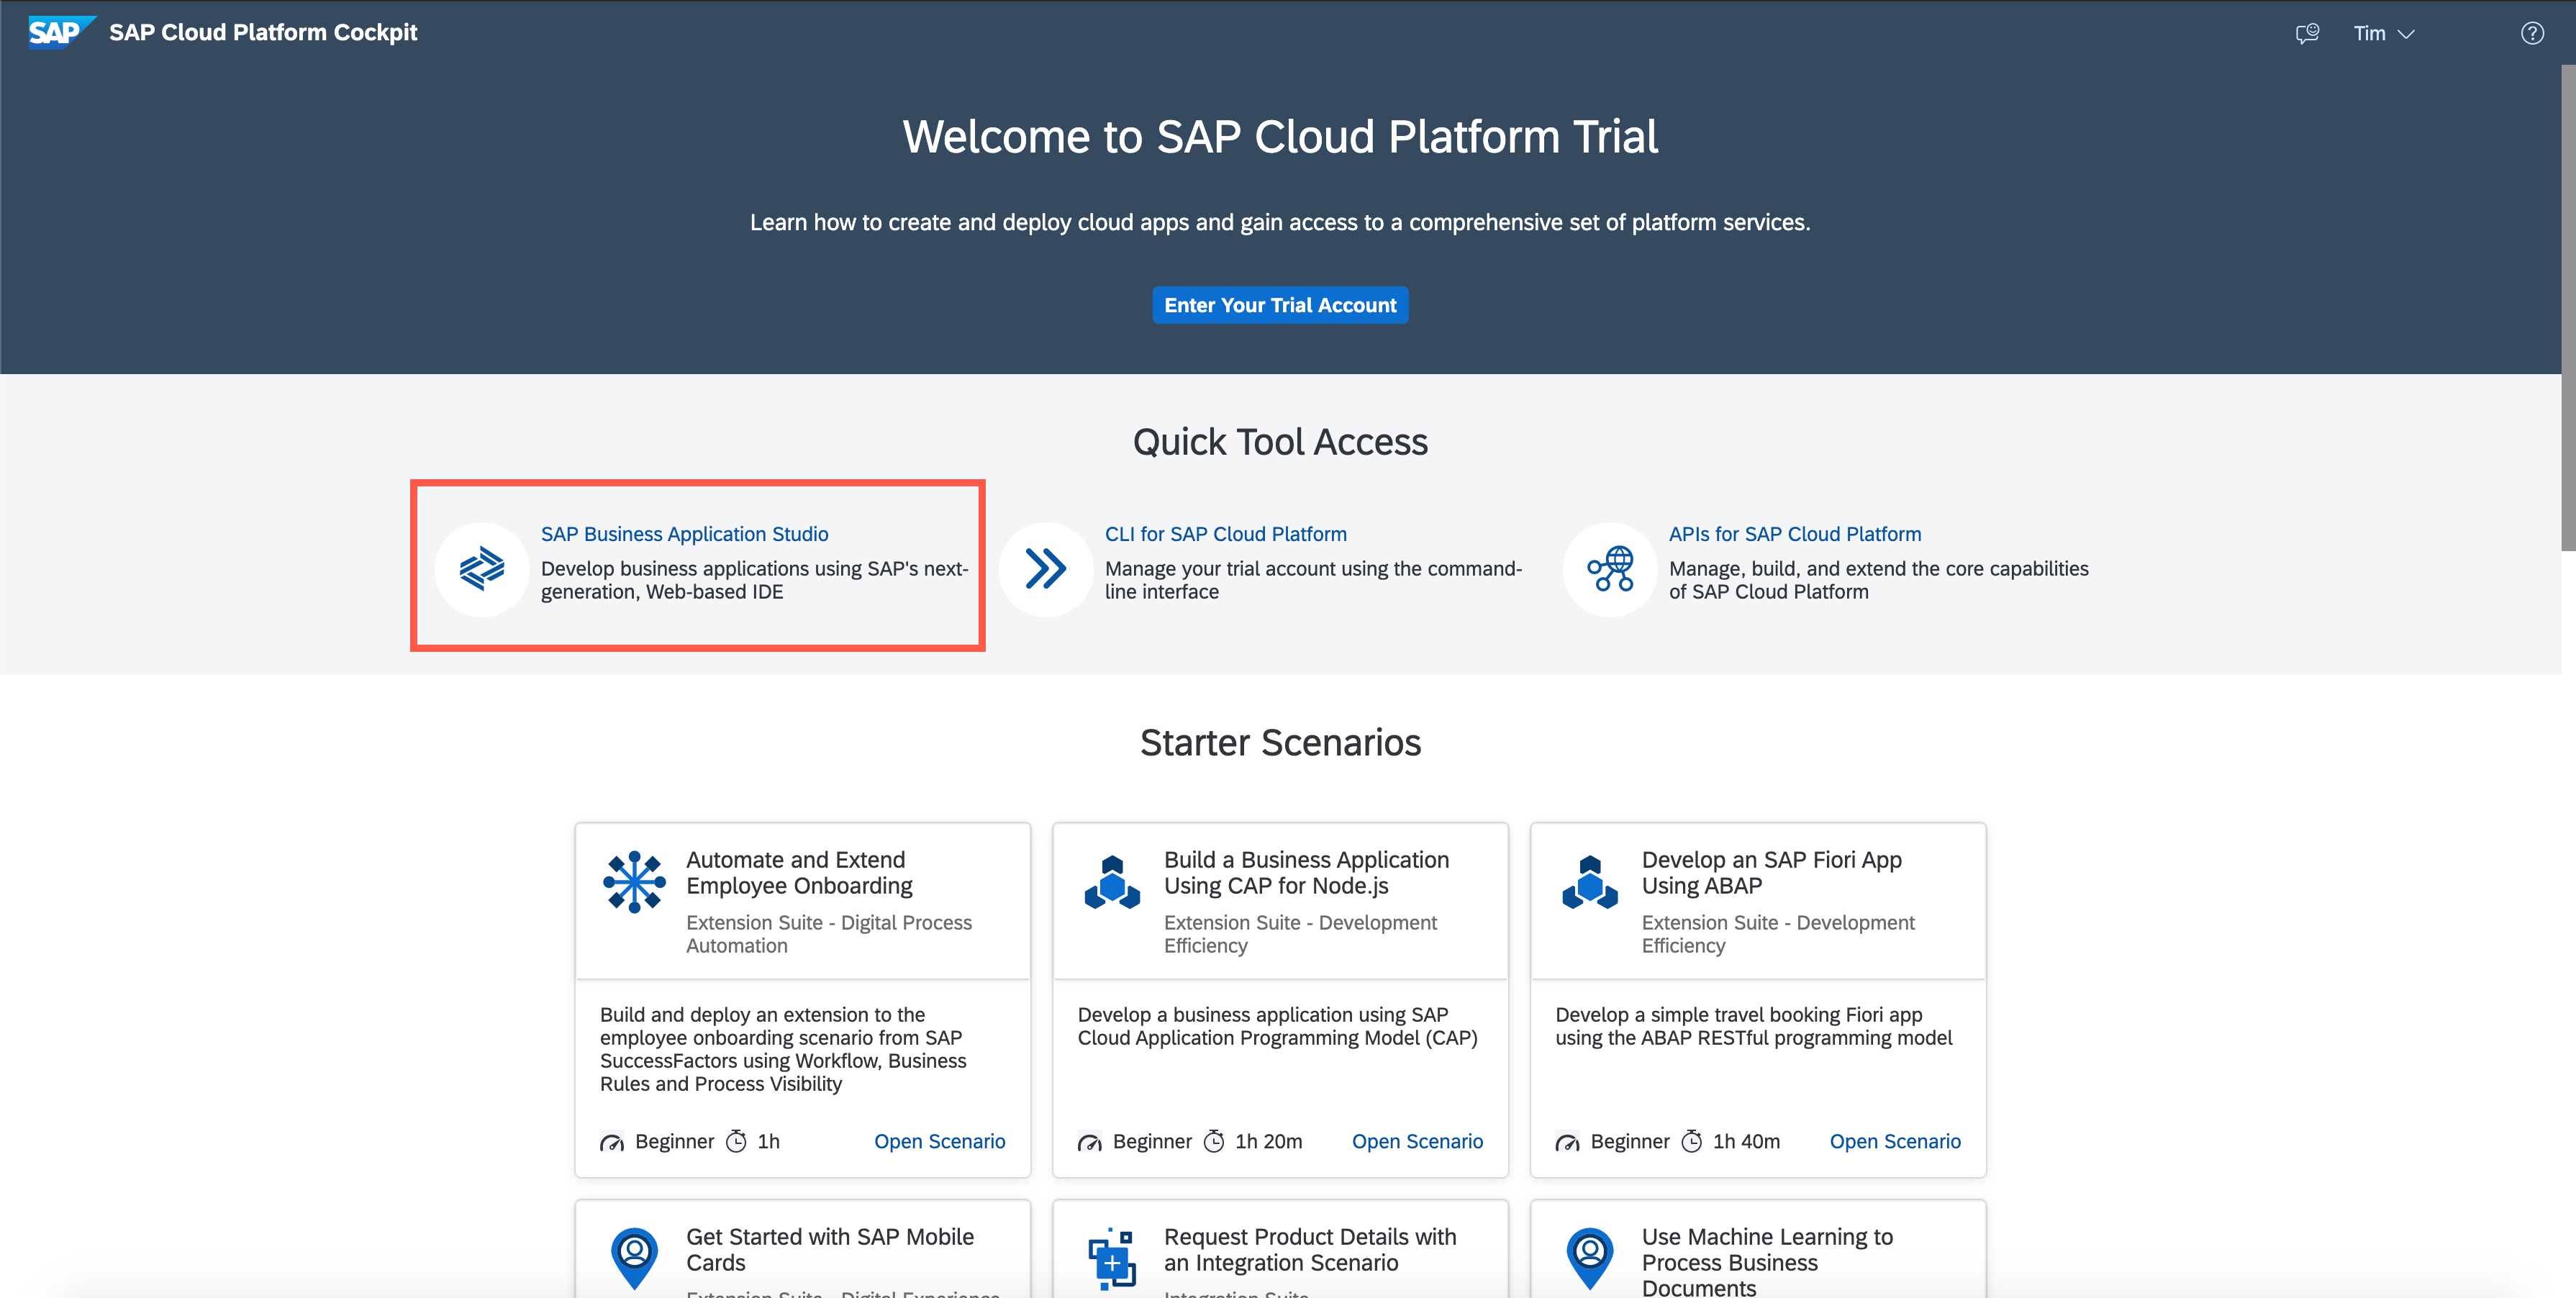 SAP SAP Cloud Platform Cockpit Tim
Welcome to SAP Cloud Platform Trial
Learn how to create and deploy cloud apps and gain access to a comprehensive set of platform services.
Enter Your Trial Account
Quick Tool Access
SAP Business Application Studio
Develop business applications using SAP's next-
generation, Web-based IDE
CLI for SAP Cloud Platform
Manage your trial account using the command-
line interface
APIs for SAP Cloud Platform
Manage, build, and extend the core capabilities
of SAP Cloud Platform
Starter Scenarios
Automate and Extend
Employee Onboarding
Extension Suite - Digital Process
Automation
Build and deploy an extension to the
employee onboarding scenario from SAP
SuccessFactors using Workflow, Business
Rules and Process Visibility
Beginner 1h Open Scenario
Build a Business Application
Using CAP for Node.js
Extension Suite - Development
Efficiency
Develop a business application using SAP
Cloud Application Programming Model (CAP)
Beginner 1h 20m Open Scenario
Develop an SAP Fiori App
Using ABAP
Extension Suite - Development
Efficiency
Develop a simple travel booking Fiori app
using the ABAP RESTful programming model
Beginner 1h 40m Open Scenario
Get Started with SAP Mobile
Cards
Extension Suite - Digital Experience
Request Product Details with
an Integration Scenario
Integration Suite
Use Machine Learning to
Process Business
Documents